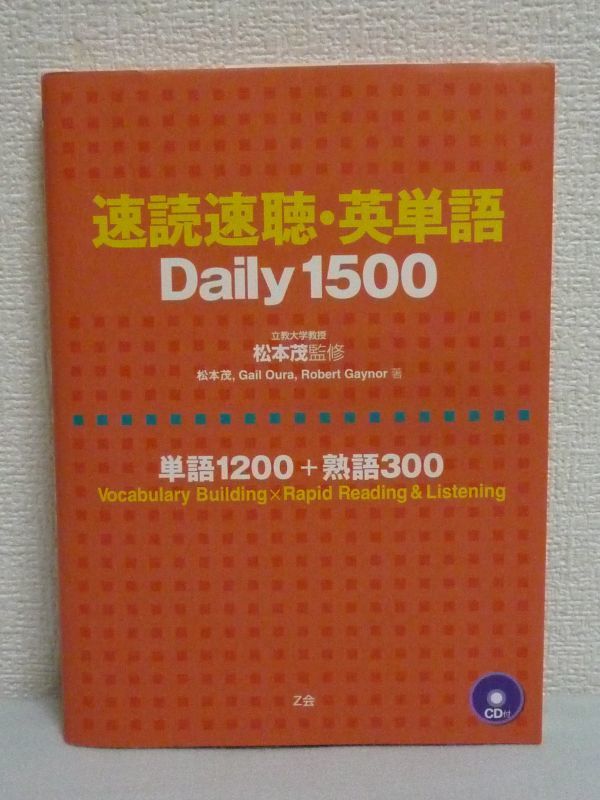 速読速聴・英単語
Daily 1500
立教大学教授
松本茂監修
松本茂, Gail Oura, Robert Gaynor 著
単語1200+熟語300
Vocabulary Building×Rapid Reading & Listening
Z会
CD付